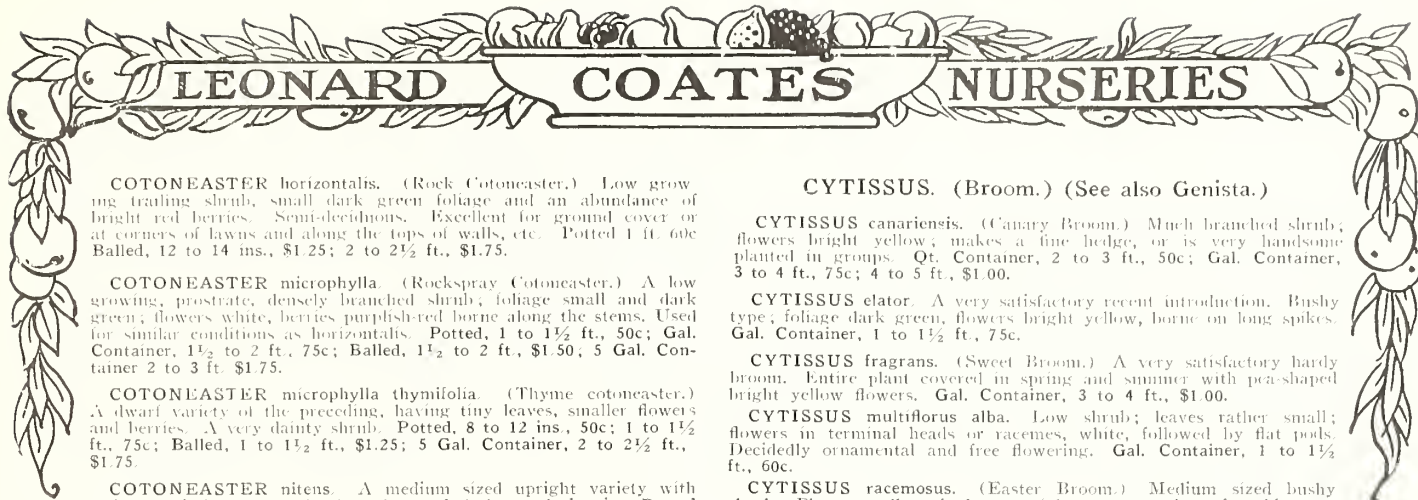 LEONARD COATES NURSERIES
COTONEASTER horizontalis. (Rock Cotoneaster.) Low grow
ing trailing shrub, small dark green foliage and an abundance of
bright red berries. Semi-decidious. Excellent for ground cover or
at corners of lawns and along the tops of walls, etc. Potted 1 ft. 60c
Balled, 12 to 14 ins., $1.25; 2 to 2½ ft., $1.75.
COTONEASTER microphylla. (Rockspray Cotoneaster.) A low
growing, prostrate, densely branched shrub; foliage small and dark
green; flowers white, berries purplish-red borne along the stems. Used
for similar conditions as horizontalis. Potted, 1 to 1½ ft., 50c; Gal.
Container, 1½ to 2 ft., 75c; Balled, 1½ to 2 ft., $1.50; 5 Gal. Con-
tainer 2 to 3 ft. $1.75.
COTONEASTER microphylla thymifolia. (Thyme cotoneaster.)
A dwarf variety of the preceding, having tiny leaves, smaller flowers
and berries. A very dainty shrub. Potted, 8 to 12 ins., 50c; 1 to 1½
ft., 75c; Balled, 1 to 1½ ft., $1.25; 5 Gal. Container, 2 to 2½ ft.,
$1.75.
COTONEASTER nitens. A medium sized upright variety with
CYTISSUS. (Broom.) (See also Genista.)
CYTISSUS canariensis. (Canary Broom.) Much branched shrub;
flowers bright yellow; makes a fine hedge, or is very handsome
planted in groups. Qt. Container, 2 to 3 ft., 50c; Gal. Container,
3 to 4 ft., 75c; 4 to 5 ft., $1.00.
CYTISSUS elator. A very satisfactory recent introduction. Bushy
type; foliage dark green, flowers bright yellow, borne on long spikes.
Gal. Container, 1 to 1½ ft., 75c.
CYTISSUS fragrans. (Sweet Broom.) A very satisfactory hardy
broom. Entire plant covered in spring and summer with pea-shaped
bright yellow flowers. Gal. Container, 3 to 4 ft., $1.00.
CYTISSUS multiflorus alba. Low shrub; leaves rather small;
flowers in terminal heads or racemes, white, followed by flat pods.
Decidedly ornamental and free flowering. Gal. Container, 1 to 1½
ft., 60c.
CYTISSUS racemosus. (Easter Broom.) Medium sized bushy